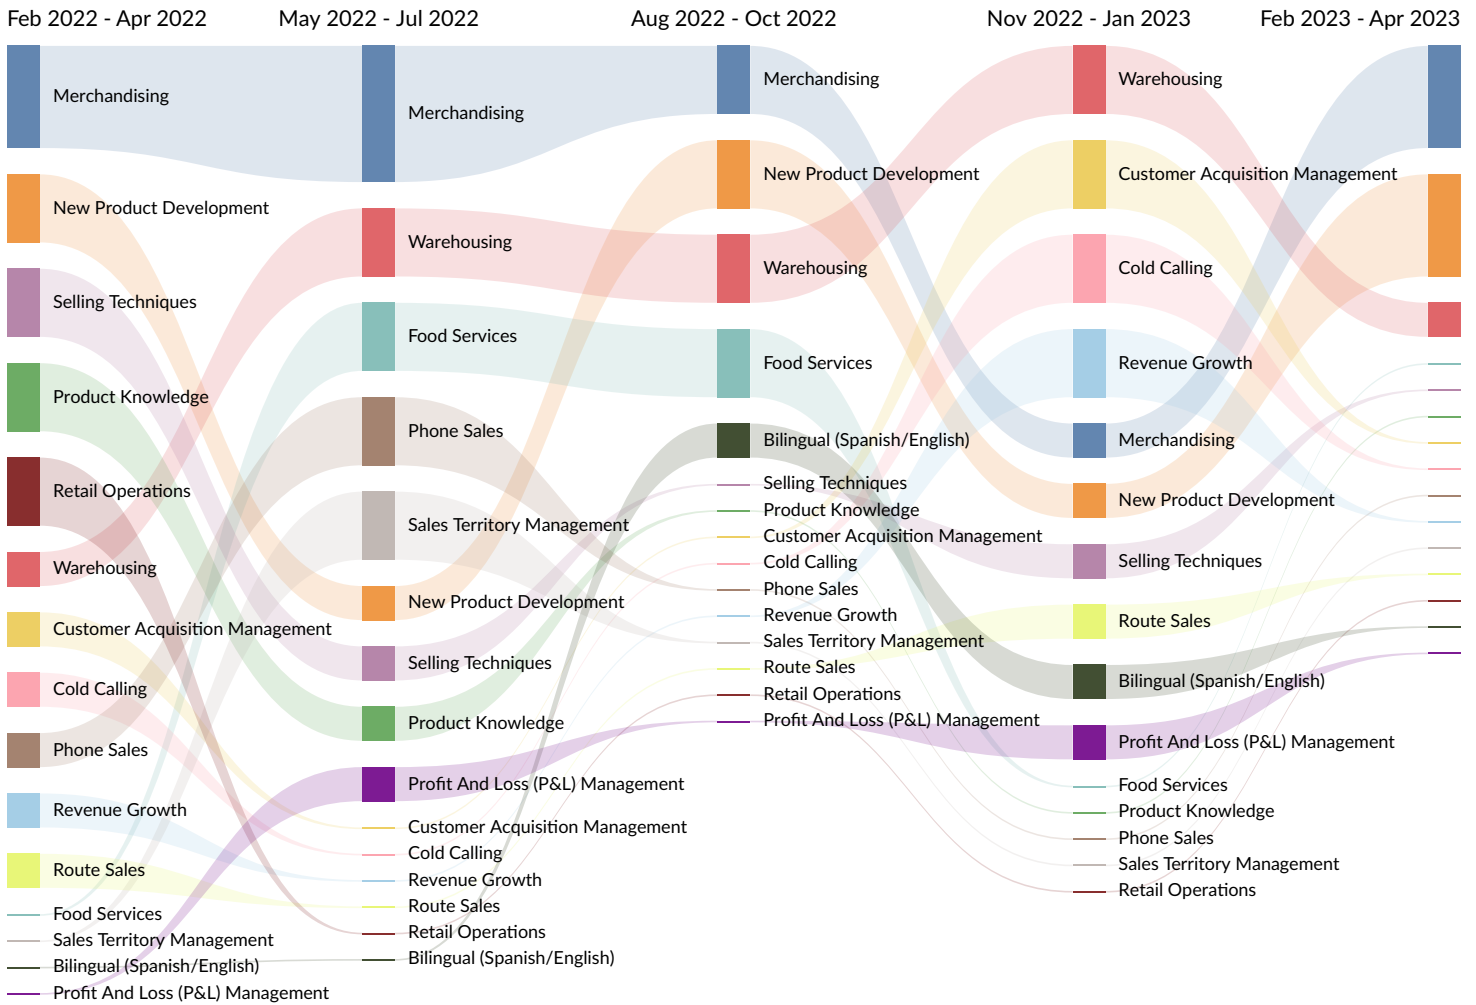 Feb 2022 - Apr 2022
May 2022 - Jul 2022
Aug 2022 - Oct 2022
Nov 2022 - Jan 2023
Feb 2023 - Apr 2023
Merchandising
New Product Development
Selling Techniques
Product Knowledge
Retail Operations
Warehousing
Customer Acquisition Management
Cold Calling
Phone Sales
Revenue Growth
Route Sales
Food Services
Sales Territory Management
Bilingual (Spanish/English)
Profit And Loss (P&L) Management
Merchandising
Warehousing
Food Services
Phone Sales
Sales Territory Management
New Product Development
Selling Techniques
Product Knowledge
Profit And Loss (P&L) Management
Customer Acquisition Management
Cold Calling
Revenue Growth
Route Sales
Retail Operations
Bilingual (Spanish/English)
Merchandising
New Product Development
Warehousing
Food Services
Bilingual (Spanish/English)
Selling Techniques
Product Knowledge
Customer Acquisition Management
Cold Calling
Phone Sales
Revenue Growth
Sales Territory Management
Route Sales
Retail Operations
Profit And Loss (P&L) Management
Warehousing
Customer Acquisition Management
Cold Calling
Revenue Growth
Merchandising
New Product Development
Selling Techniques
Route Sales
Bilingual (Spanish/English)
Profit And Loss (P&L) Management
Food Services
Product Knowledge
Phone Sales
Sales Territory Management
Retail Operations